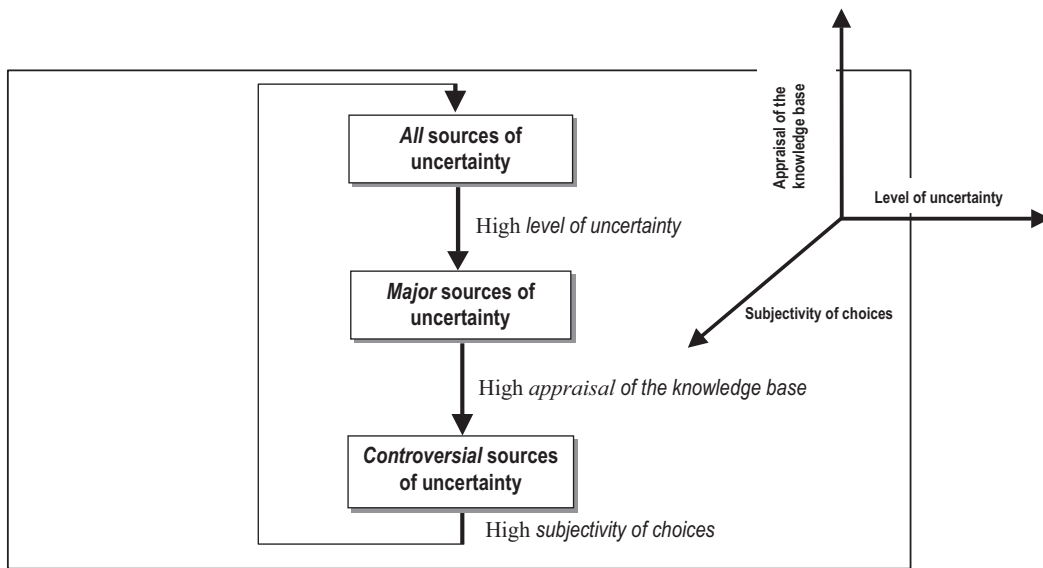 All sources of
uncertainty
High level of uncertainty
Major sources of
uncertainty
High appraisal of the knowledge base
Controversial sources
of uncertainty
High subjectivity of choices
Appraisal of the
knowledge base
Level of uncertainty
Subjectivity of choices